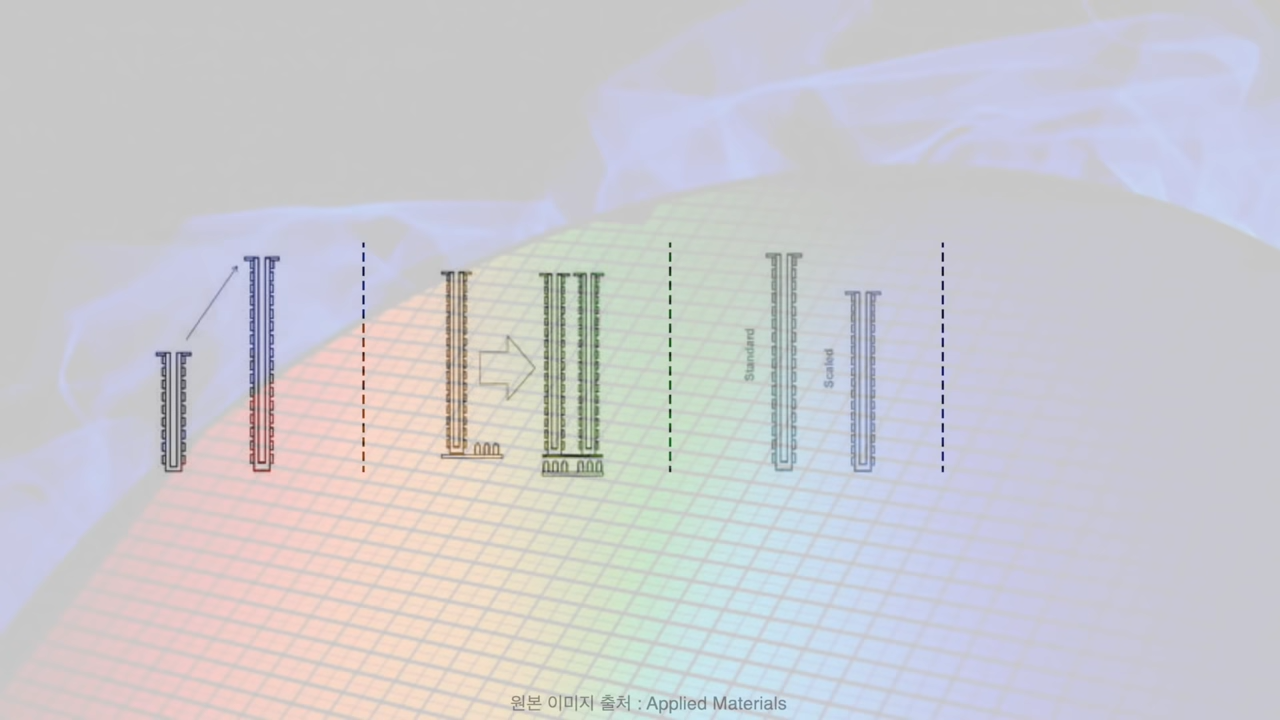 Standard
Scaled
원본 이미지 출처 : Applied Materials